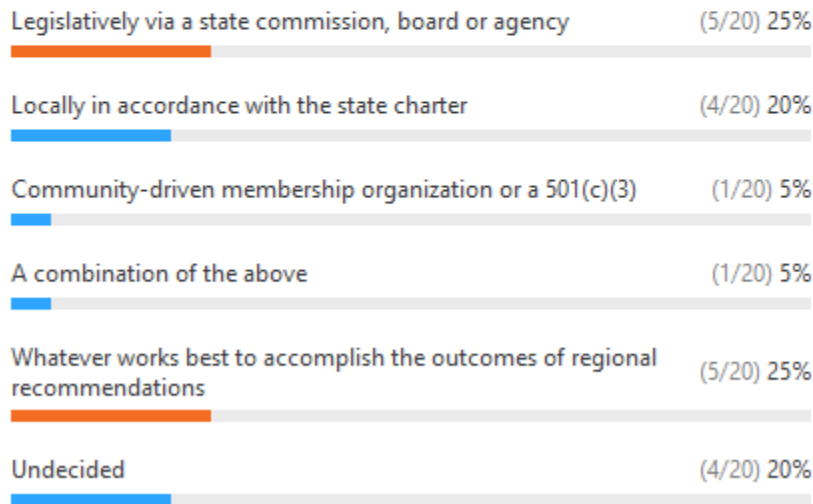 Legislatively via a state commission, board or agency (5/20) 25%
Locally in accordance with the state charter (4/20) 20%
Community-driven membership organization or a 501(c)(3) (1/20) 5%
A combination of the above (1/20) 5%
Whatever works best to accomplish the outcomes of regional
recommendations (5/20) 25%
Undecided (4/20) 20%